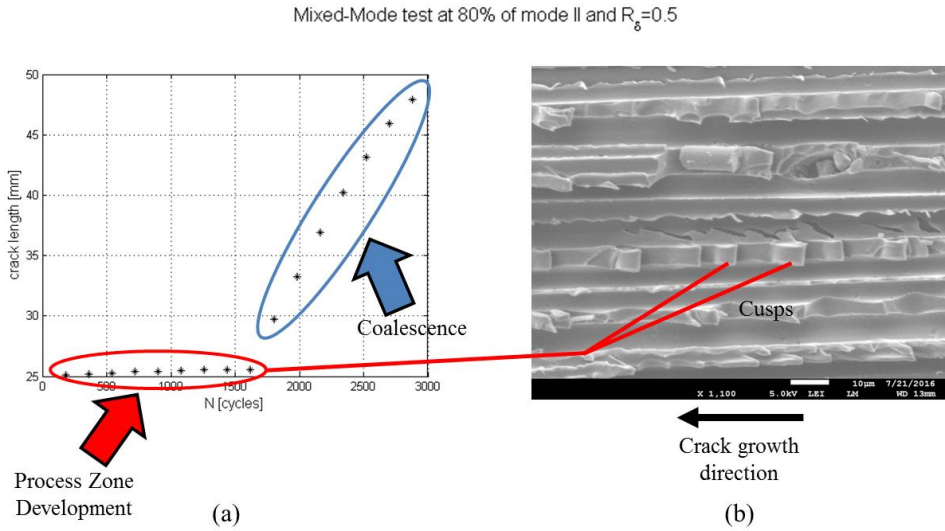 Mixed-Mode test at 80% of mode II and Rδ=0.5
50
45
40
35
30
25
crack length [mm]
0
500
1000
1500
2000
2500
3000
N [cycles]
Coalescence
Process Zone
Development
(a)
Cusps
10μm 7/21/2016
X 1,100 5.0kV LEI LM WD 13mm
Crack growth
direction
(b)